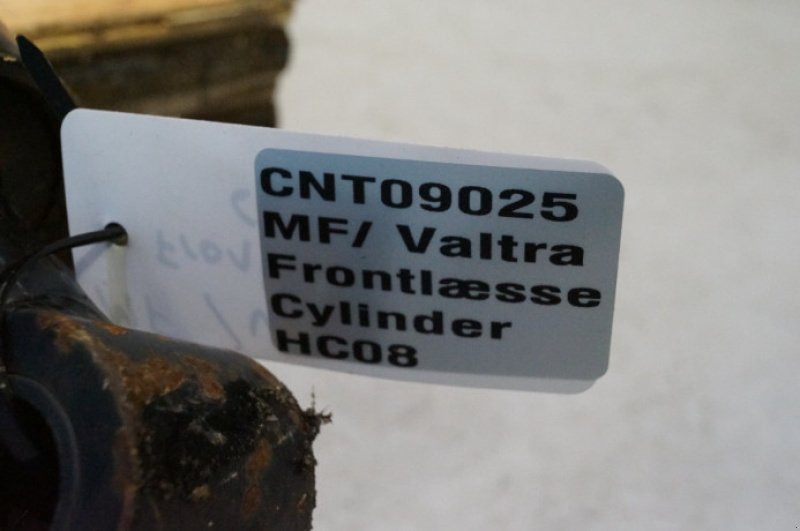 CNT09025
MF/ Valtra
Frontlæsse
Cylinder
HC08